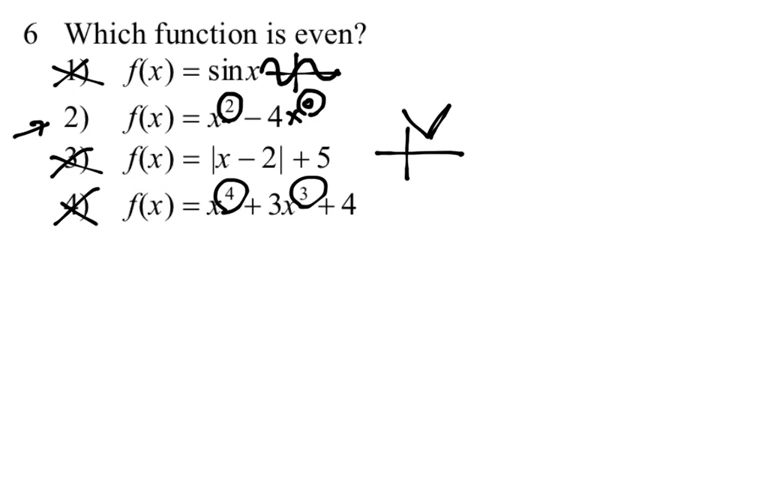 6 Which function is even?
1) f(x) = sin x
2) f(x) = x² – 4x⁰
3) f(x) = |x – 2| + 5
4) f(x) = x⁴ + 3x³ + 4